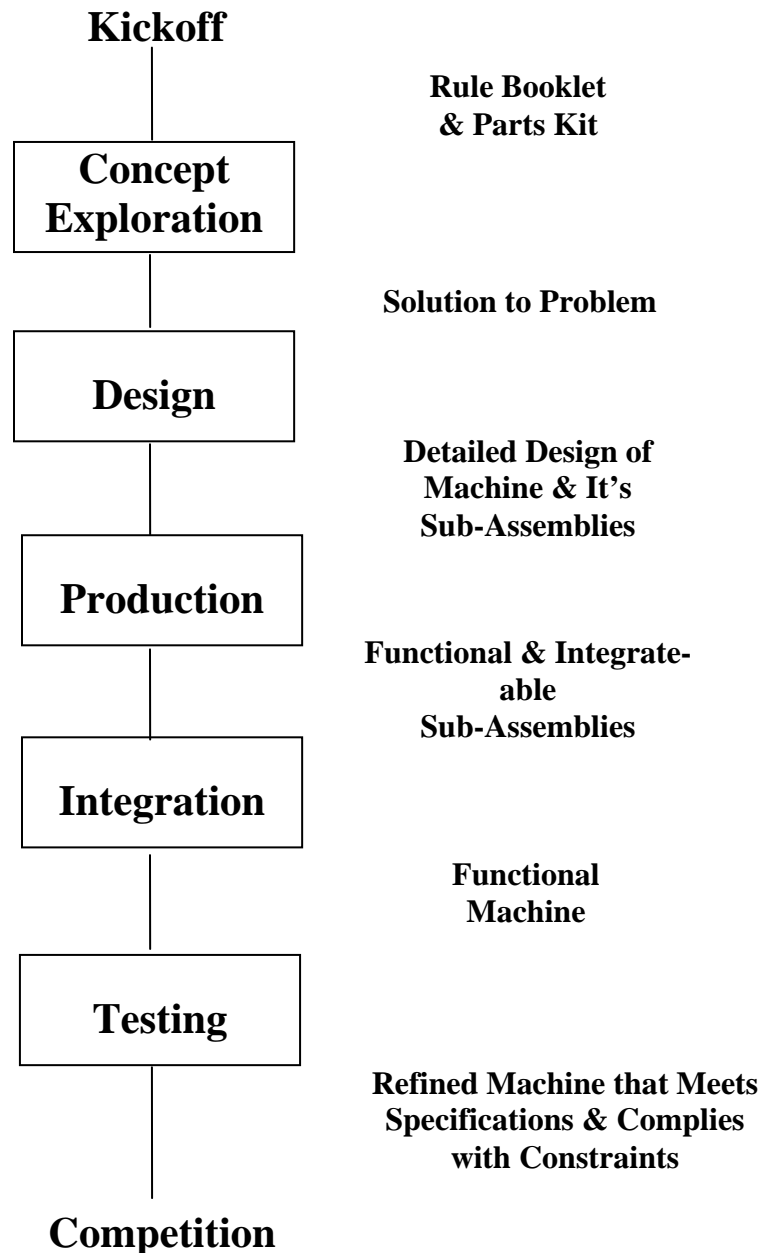 Kickoff
Rule Booklet
& Parts Kit
Concept
Exploration
Solution to Problem
Design
Detailed Design of
Machine & It’s
Sub-Assemblies
Production
Functional & Integrate-
able
Sub-Assemblies
Integration
Functional
Machine
Testing
Refined Machine that Meets
Specifications & Complies
with Constraints
Competition